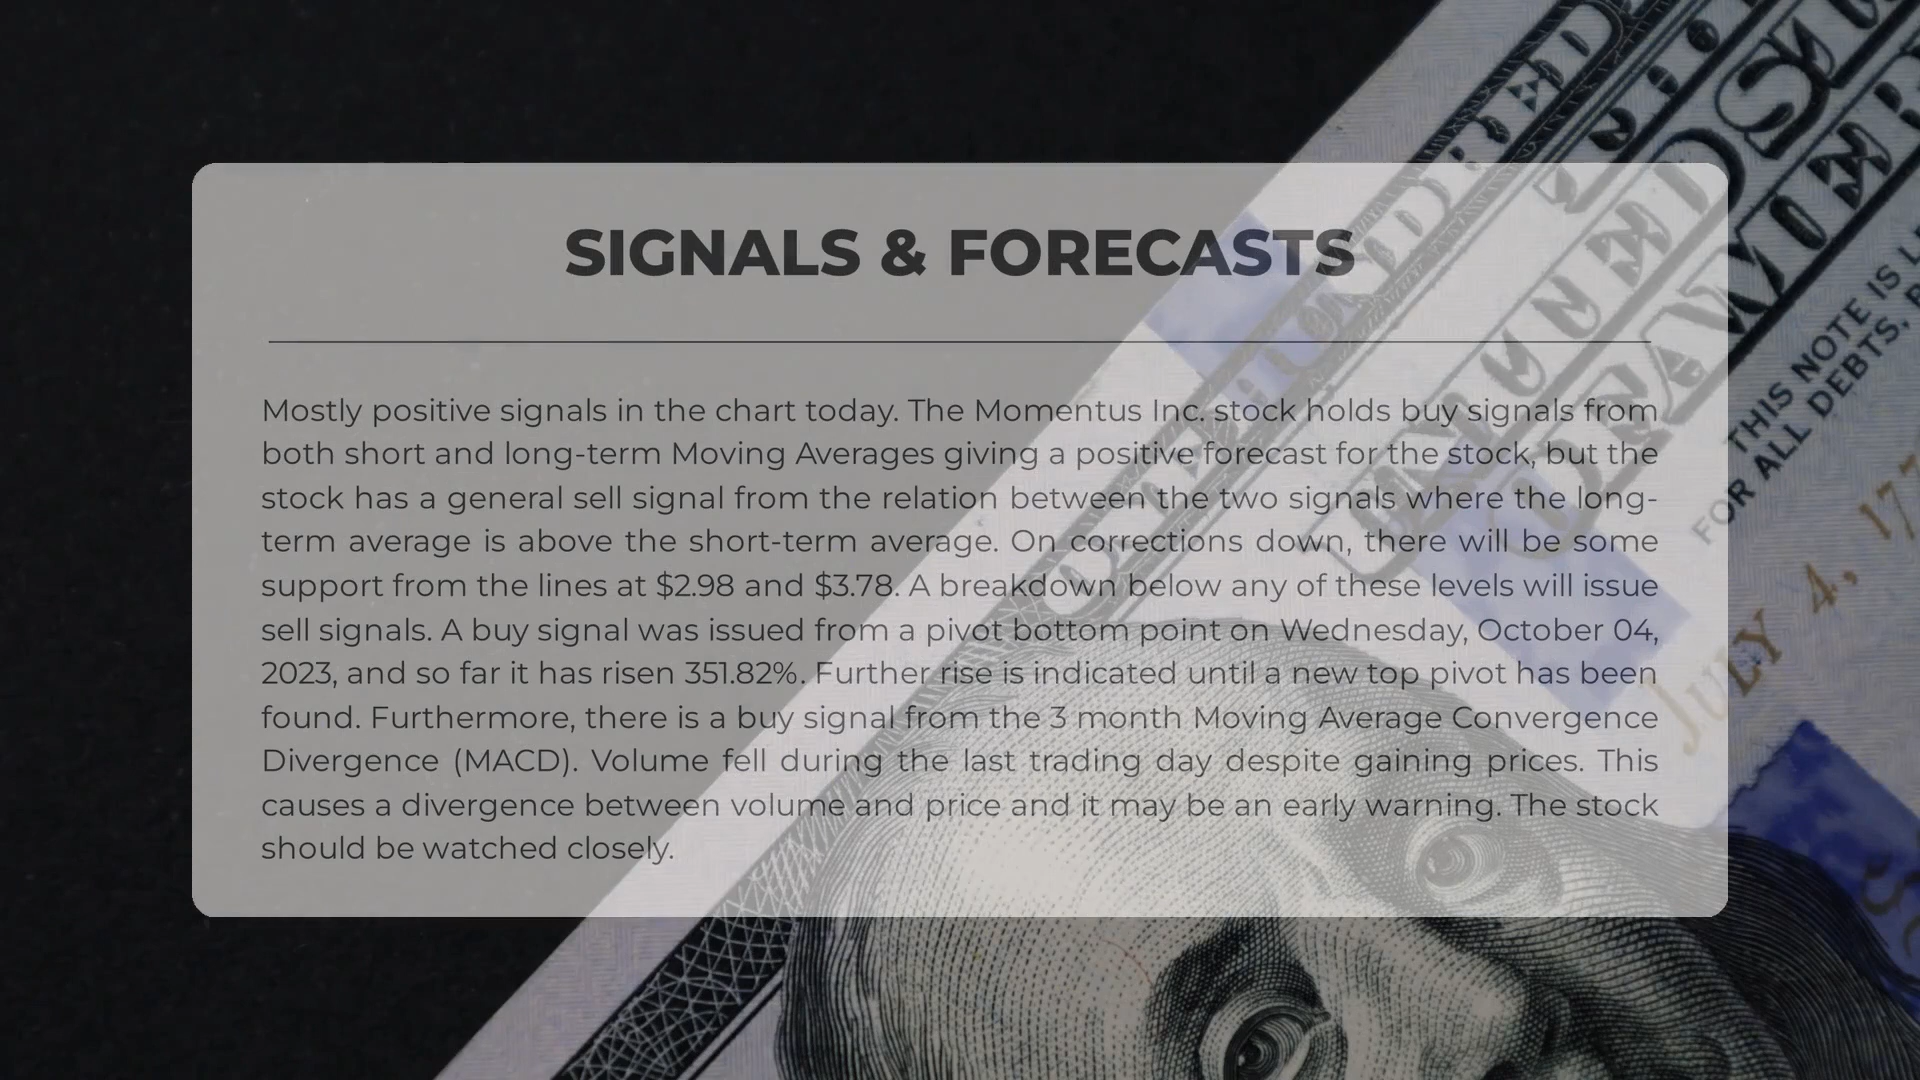 SIGNALS & FORECASTS
Mostly positive signals in the chart today. The Momentus Inc. stock holds buy signals from
both short and long-term Moving Averages giving a positive forecast for the stock, but the
stock has a general sell signal from the relation between the two signals where the long-
term average is above the short-term average. On corrections down, there will be some
support from the lines at $2.98 and $3.78. A breakdown below any of these levels will issue
sell signals. A buy signal was issued from a pivot bottom point on Wednesday, October 04,
2023, and so far it has risen 351.82%. Further rise is indicated until a new top pivot has been
found. Furthermore, there is a buy signal from the 3 month Moving Average Convergence
Divergence (MACD). Volume fell during the last trading day despite gaining prices. This
causes a divergence between volume and price and it may be an early warning. The stock
should be watched closely.
THIS NOTE IS
FOR ALL DEBTS,
JULY 4, 177